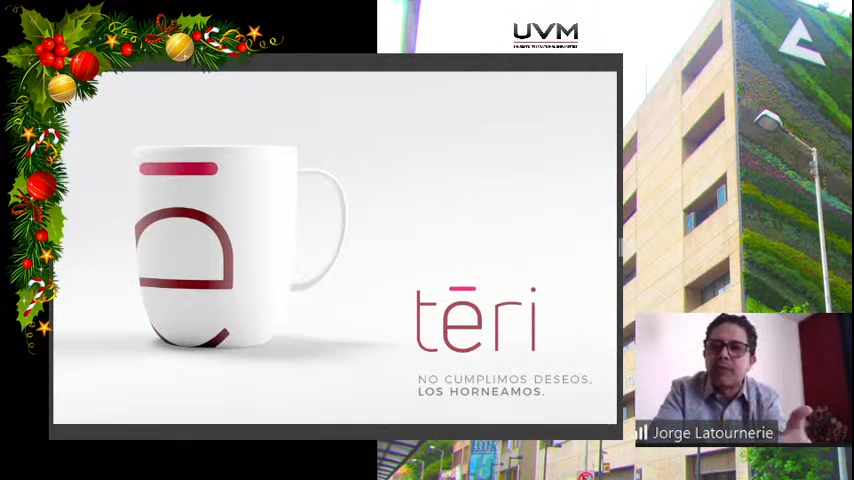 UVM
tēri
NO CUMPLIMOS DESEOS,
LOS HORNEAMOS.
Jorge Latournerie